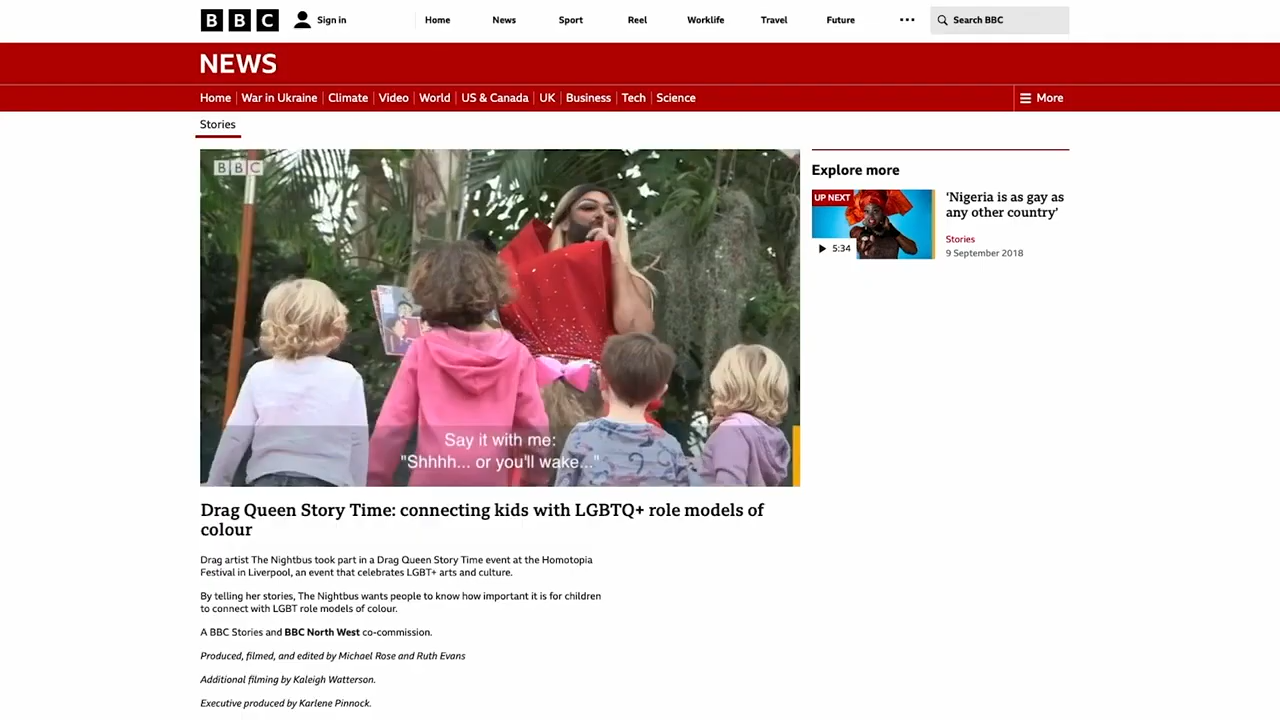 BBC
Sign in
Home
News
Sport
Reel
Worklife
Travel
Future
Search BBC
NEWS
Home
War in Ukraine
Climate
Video
World
US & Canada
UK
Business
Tech
Science
More
Stories
BBC
Say it with me:
"Shhhh... or you'll wake..."
Explore more
UP NEXT
5:34
'Nigeria is as gay as
any other country'
Stories
9 September 2018
Drag Queen Story Time: connecting kids with LGBTQ+ role models of
colour
Drag artist The Nightbus took part in a Drag Queen Story Time event at the Homotopia
Festival in Liverpool, an event that celebrates LGBT+ arts and culture.
By telling her stories, The Nightbus wants people to know how important it is for children
to connect with LGBT role models of colour.
A BBC Stories and BBC North West co-commission.
Produced, filmed, and edited by Michael Rose and Ruth Evans
Additional filming by Kaleigh Watterson.
Executive produced by Karlene Pinnock.